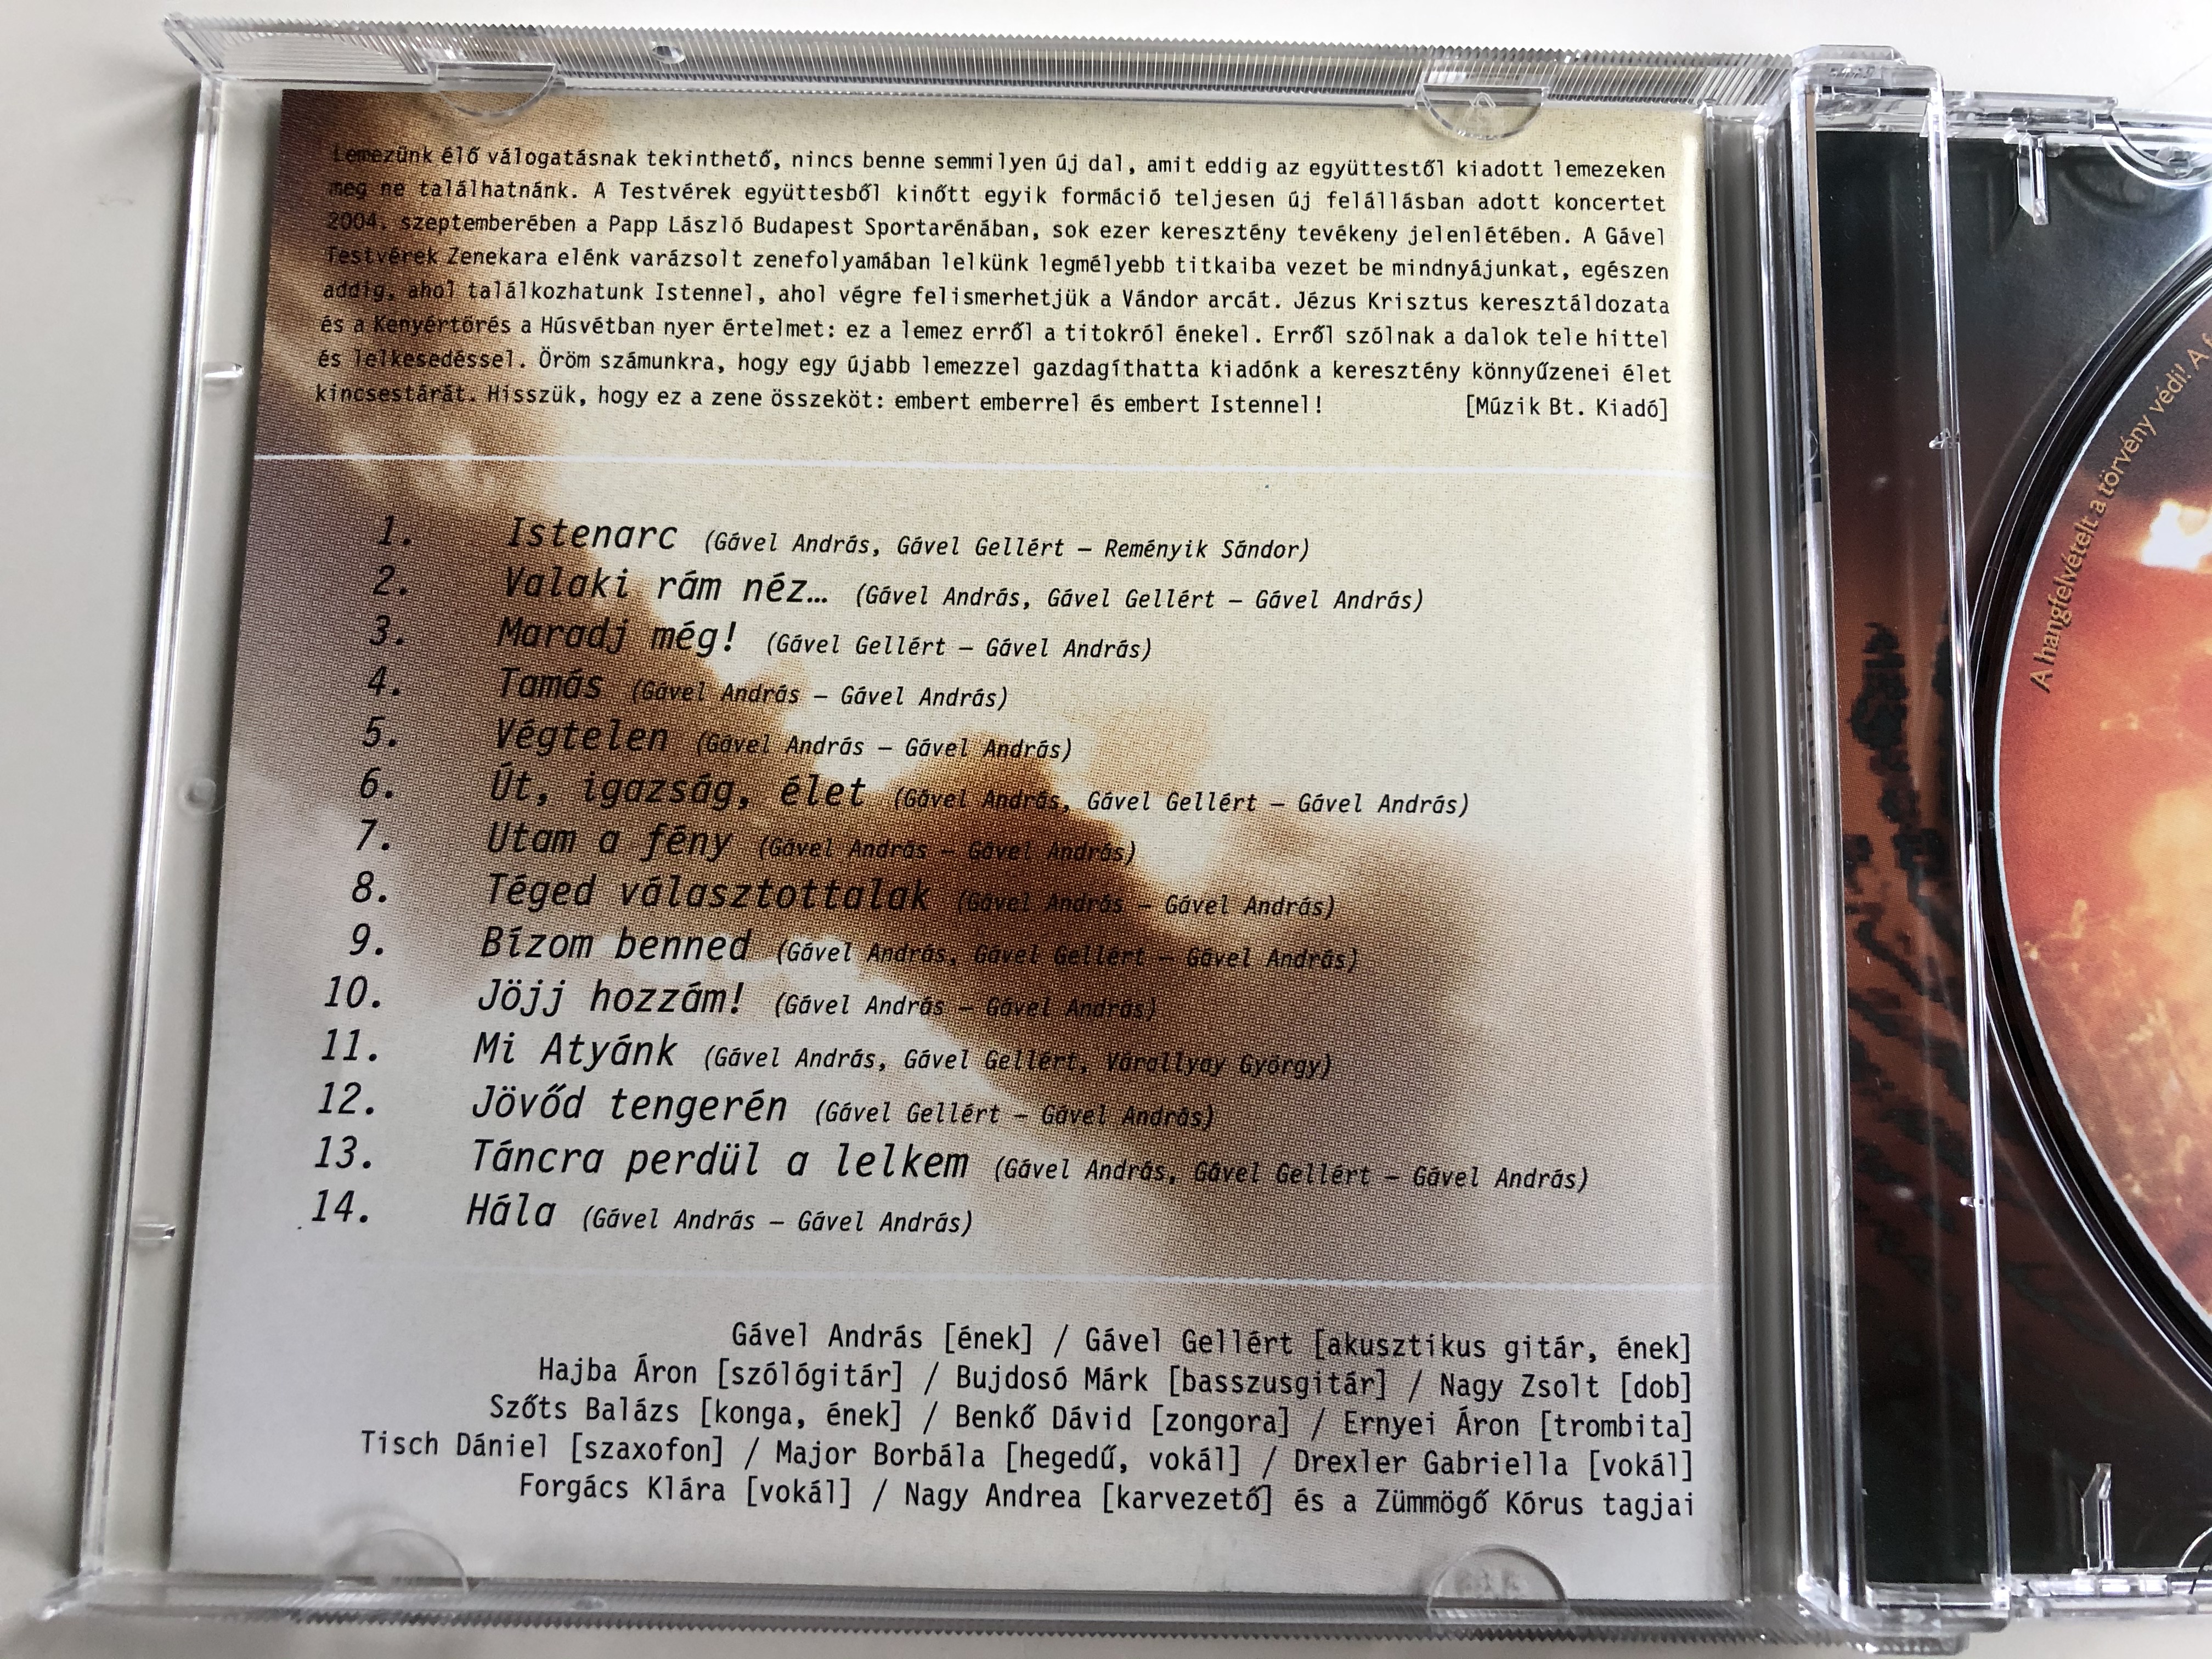 Lemezünk élő válogatásnak tekinthető, nincs benne semmilyen új dal, amit eddig az együttestől kiadott lemezeken
meg ne találhatnánk. A Testvérek együttesből kinőtt egyik formáció teljesen új felállásban adott koncertet
2004. szeptemberében a Papp László Budapest Sportarénában, sok ezer keresztény tevékeny jelenlétében. A Gável
Testvérek Zenekara elénk varázsolt zenefolyamában lelkünk legmélyebb titkaiba vezet be mindnyájunkat, egészen
addig, ahol találkozhatunk Istennel, ahol végre felismerhetjük a Vándor arcát. Jézus Krisztus keresztáldozata
és a Kenyértörés a Húsvétban nyer értelmet: ez a lemez erről a titokról énekel. Erről szólnak a dalok tele hittel
és lelkesedéssel. Öröm számunkra, hogy egy újabb lemezzel gazdagíthatta kiadónk a keresztény könnyűzenei élet
kincsestárát. Hisszük, hogy ez a zene összeköt: embert emberrel és embert Istennel! [Múzik Bt. Kiadó]
1. Istenarc (Gável András, Gável Gellért – Reményik Sándor)
2. Valaki rám néz… (Gável András, Gável Gellért – Gável András)
3. Maradj még! (Gável Gellért – Gável András)
4. Tamás (Gável András – Gável András)
5. Végtelen (Gável András – Gável András)
6. Út, igazság, élet (Gável András, Gável Gellért – Gável András)
7. Utam a fény (Gável András – Gável András)
8. Téged választottalak (Gável András – Gável András)
9. Bízom benned (Gável András, Gável Gellért – Gável András)
10. Jöjj hozzám! (Gável András – Gável András)
11. Mi Atyánk (Gável András, Gável Gellért, Várallyay György)
12. Jövőd tengerén (Gável Gellért – Gável András)
13. Táncra perdül a lelkem (Gável András, Gável Gellért – Gável András)
14. Hála (Gável András – Gável András)
Gável András [ének] / Gável Gellért [akusztikus gitár, ének]
Hajba Áron [szólógitár] / Bujdosó Márk [basszusgitár] / Nagy Zsolt [dob]
Szőts Balázs [konga, ének] / Benkő Dávid [zongora] / Ernyei Áron [trombita]
Tisch Dániel [szaxofon] / Major Borbála [hegedű, vokál] / Drexler Gabriella [vokál]
Forgács Klára [vokál] / Nagy Andrea [karvezető] és a Zümmögő Kórus tagjai
A hangfelvételt a törvény védi! A